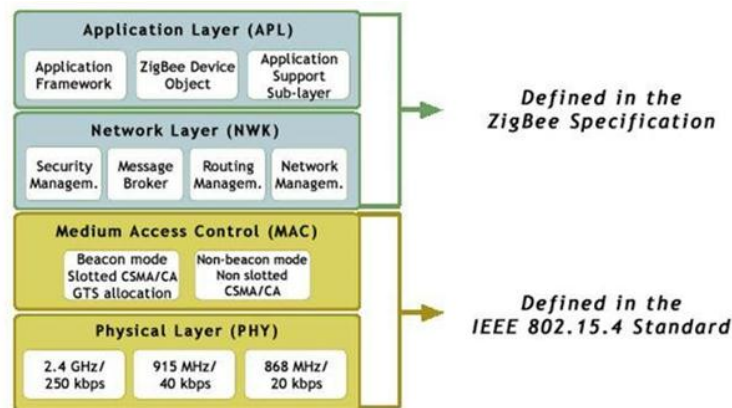 Application Layer (APL)
Application
Framework
ZigBee Device
Object
Application
Support
Sub-layer
Defined in the
ZigBee Specification
Network Layer (NWK)
Security
Managem.
Message
Broker
Routing
Managem.
Network
Managem.
Medium Access Control (MAC)
Beacon mode
Slotted CSMA/CA
GTS allocation
Non-beacon mode
Non slotted
CSMA/CA
Defined in the
IEEE 802.15.4 Standard
Physical Layer (PHY)
2.4 GHz/
250 kbps
915 MHz/
40 kbps
868 MHz/
20 kbps